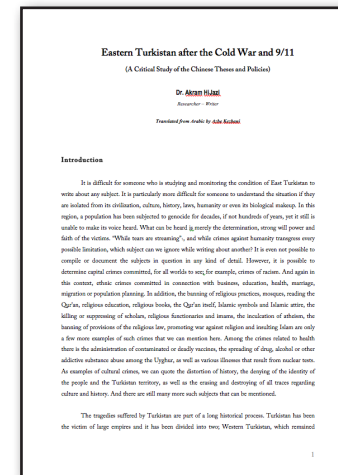 Eastern Turkistan after the Cold War and 9/11
(A Critical Study of the Chinese Theses and Policies)
Dr. Akram HiJazi
Researcher – Writer
Translated from Arabic by Azhe Kechani
Introduction
It is difficult for someone who is studying and monitoring the condition of East Turkistan to
write about any subject. It is particularly more difficult for someone to understand the situation if they
are isolated from its civilization, culture, history, laws, humanity or even its biological makeup. In this
region, a population has been subjected to genocide for decades, if not hundreds of years, yet it still is
unable to make its voice heard. What can be heard is merely the determination, strong will power and
faith of the victims. "While tears are streaming", and while crimes against humanity transgress every
possible limitation, which subject can we ignore while writing about another? It is even not possible to
compile or document the subjects in question in any kind of detail. However, it is possible to
determine capital crimes committed, for all worlds to see; for example, crimes of racism. And again in
this context, ethnic crimes committed in connection with business, education, health, marriage,
migration or population planning. In addition, the banning of religious practices, mosques, reading the
Qur'an, religious education, religious books, the Qur'an itself, Islamic symbols and Islamic attire, the
killing or suppressing of scholars, religious functionaries and imams, the inculcation of atheism, the
banning of provisions of the religious law, promoting war against religion and insulting Islam are only
a few more examples of such crimes that we can mention here. Among the crimes related to health
there is the administration of contaminated or deadly vaccines, the spreading of drug, alcohol or other
addictive substance abuse among the Uyghur, as well as various illnesses that result from nuclear tests.
As examples of cultural crimes, we can quote the distortion of history, the denying of the identity of
the people and the Turkistan territory, as well as the erasing and destroying of all traces regarding
culture and history. And there are still many more such subjects that can be mentioned.
The tragedies suffered by Turkistan are part of a long historical process. Turkistan has been
the victim of large empires and it has been divided into two; Western Turkistan, which remained
1